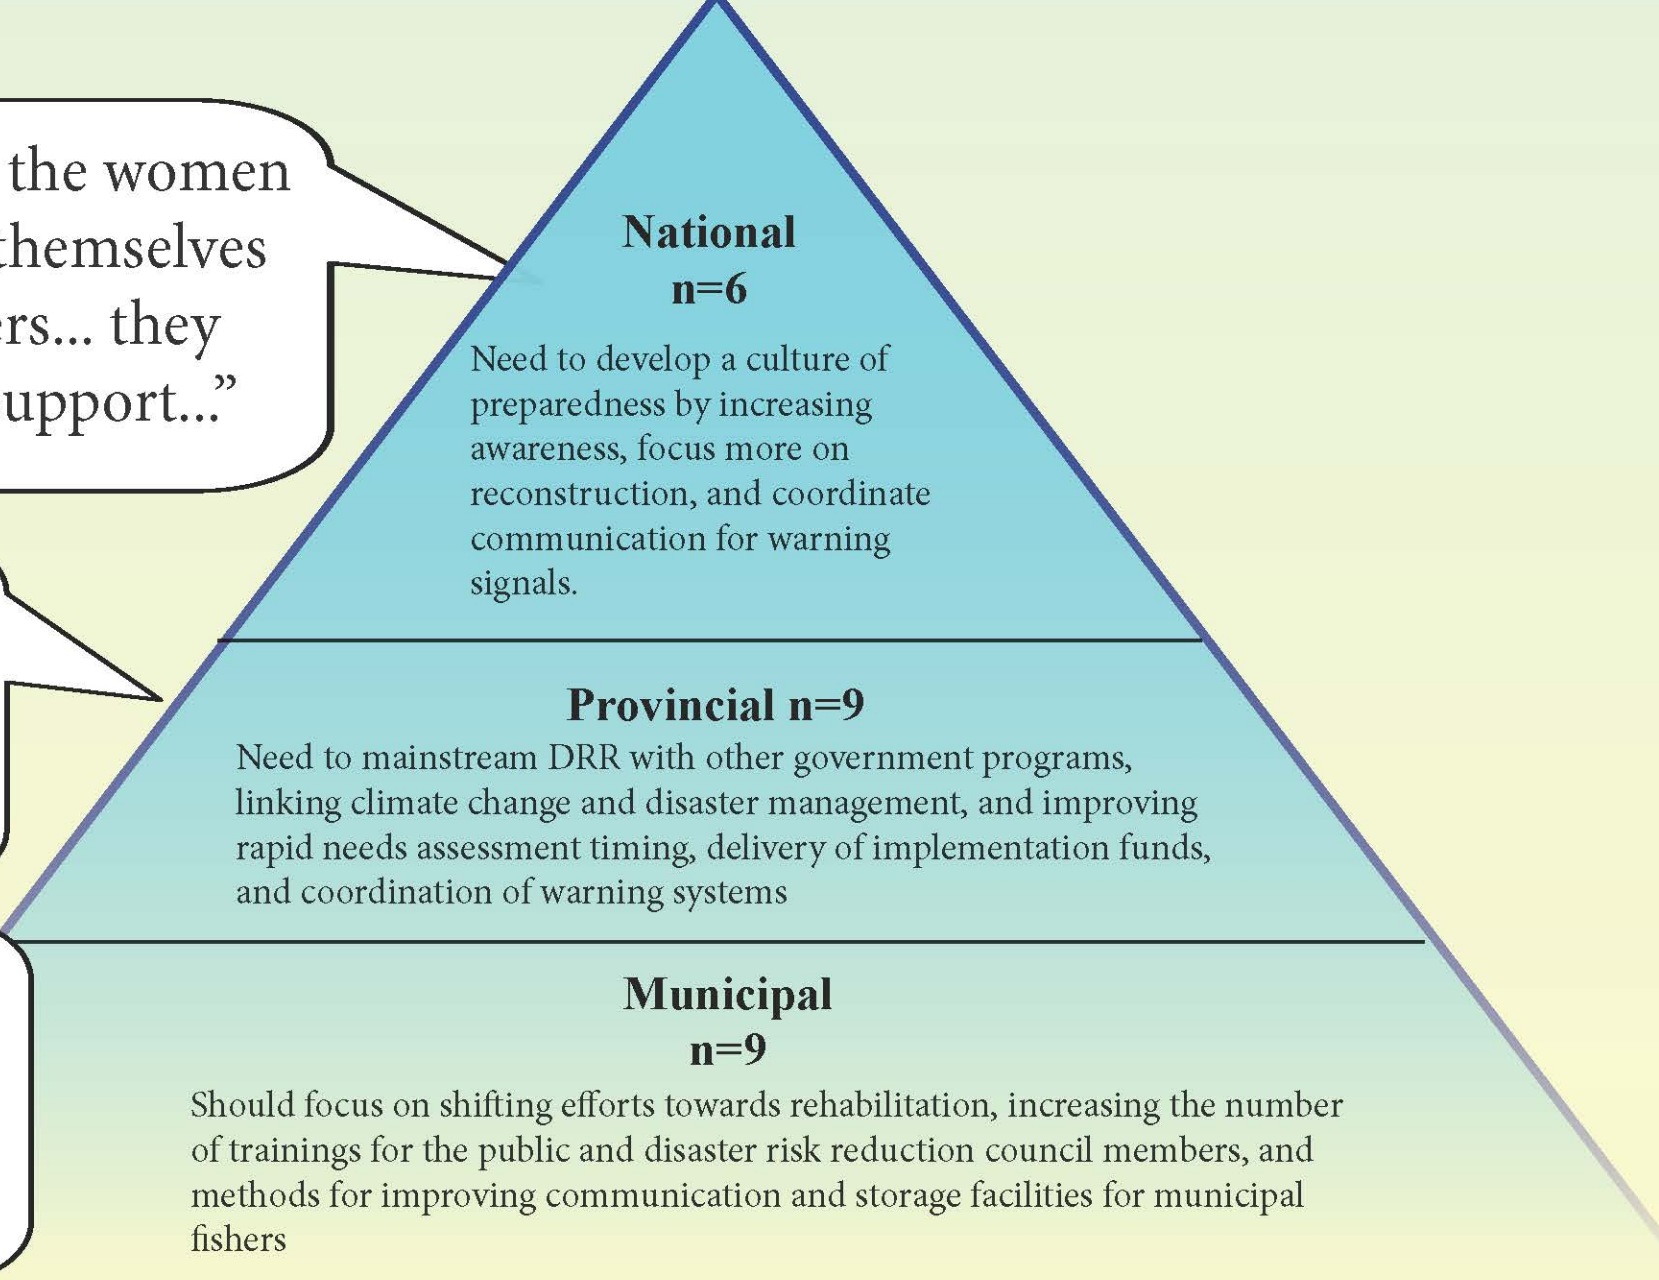 the women
themselves
ers... they
upport...”
National
n=6
Need to develop a culture of
preparedness by increasing
awareness, focus more on
reconstruction, and coordinate
communication for warning
signals.
Provincial n=9
Need to mainstream DRR with other government programs,
linking climate change and disaster management, and improving
rapid needs assessment timing, delivery of implementation funds,
and coordination of warning systems
Municipal
n=9
Should focus on shifting efforts towards rehabilitation, increasing the number
of trainings for the public and disaster risk reduction council members, and
methods for improving communication and storage facilities for municipal
fishers